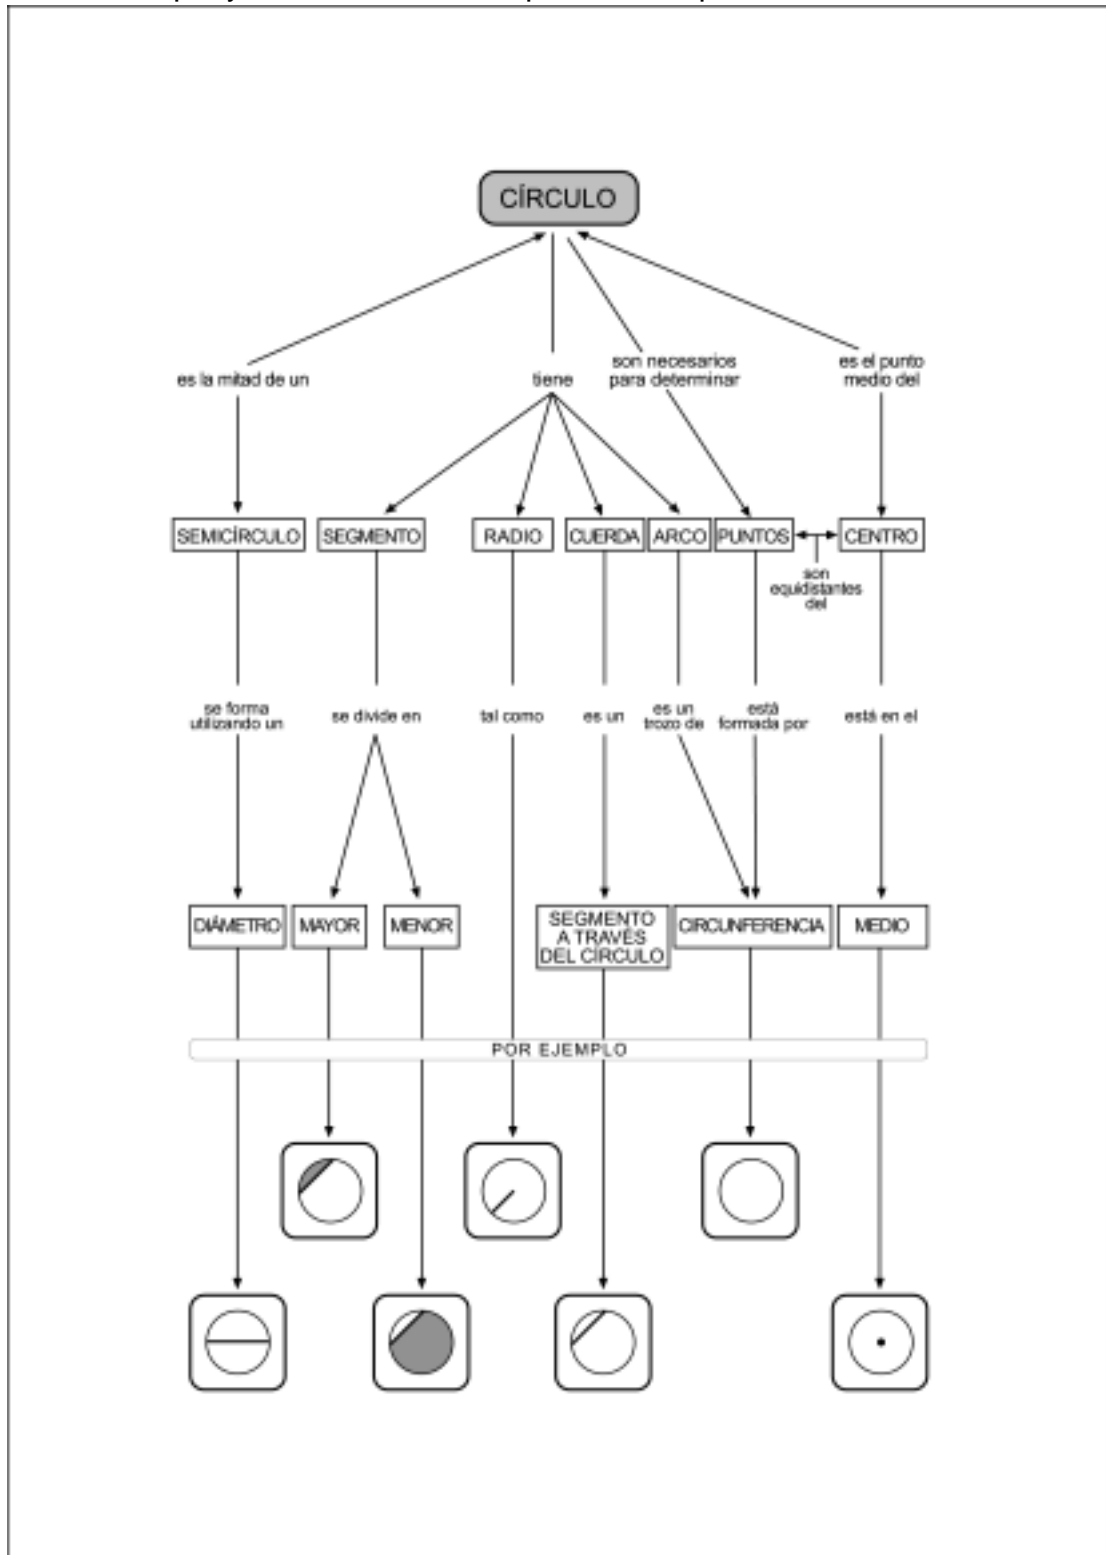 CÍRCULO
es la mitad de un
tiene
son necesarios
para determinar
es el punto
medio del
SEMICÍRCULO
SEGMENTO
RADIO
CUERDA
ARCO
PUNTOS
CENTRO
son
equidistantes
del
se forma
utilizando un
se divide en
tal como
es un
es un
trozo de
está
formada por
está en el
DIÁMETRO
MAYOR
MENOR
SEGMENTO
A TRAVÉS
DEL CÍRCULO
CIRCUNFERENCIA
MEDIO
POR EJEMPLO